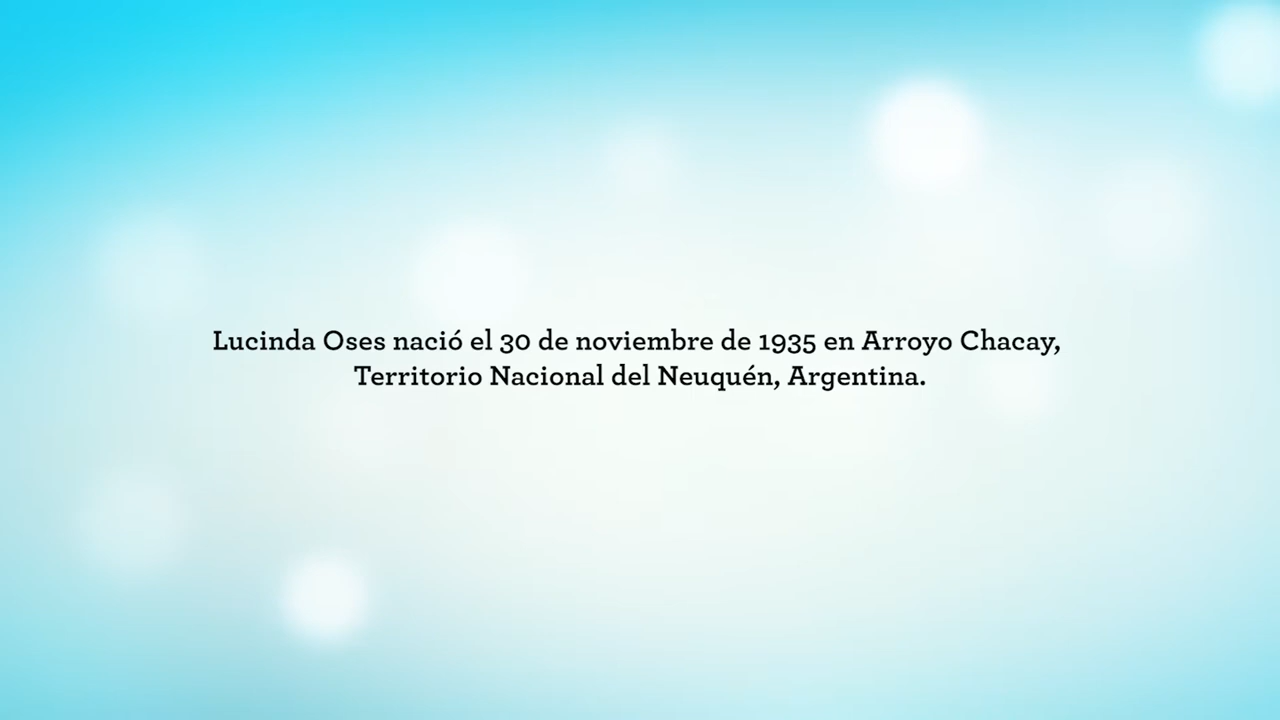 Lucinda Oses nació el 30 de noviembre de 1935 en Arroyo Chacay,
Territorio Nacional del Neuquén, Argentina.